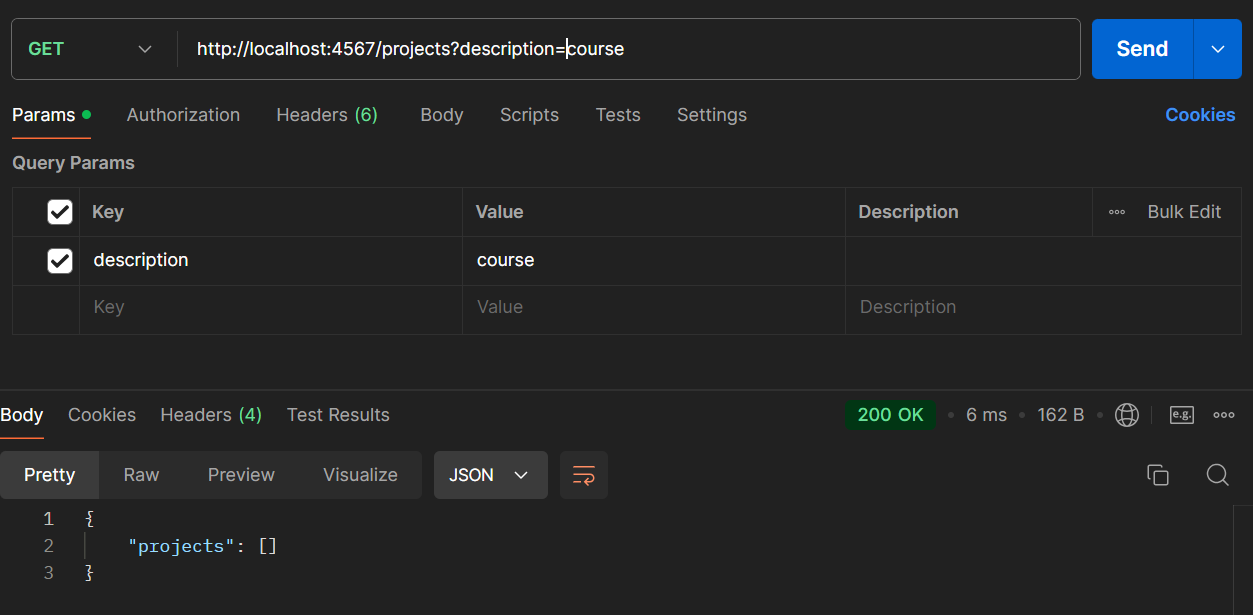 GET http://localhost:4567/projects?description=course Send
Params Authorization Headers (6) Body Scripts Tests Settings Cookies
Query Params
Key Value Description Bulk Edit
description course
Key Value Description
Body Cookies Headers (4) Test Results 200 OK 6 ms 162 B e.g.
Pretty Raw Preview Visualize JSON
1 {
2 "projects": []
3 }